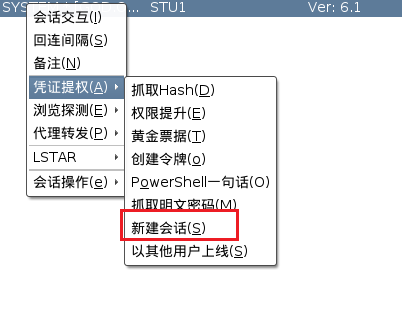 SYSTEM STU1 Ver: 6.1
会话交互(I)
回连间隔(S)
备注(N)
凭证提权(A)
浏览探测(E)
代理转发(P)
LSTAR
会话操作(e)
抓取Hash(D)
权限提升(E)
黄金票据(T)
创建令牌(o)
PowerShell一句话(O)
抓取明文密码(M)
新建会话(S)
以其他用户上线(S)